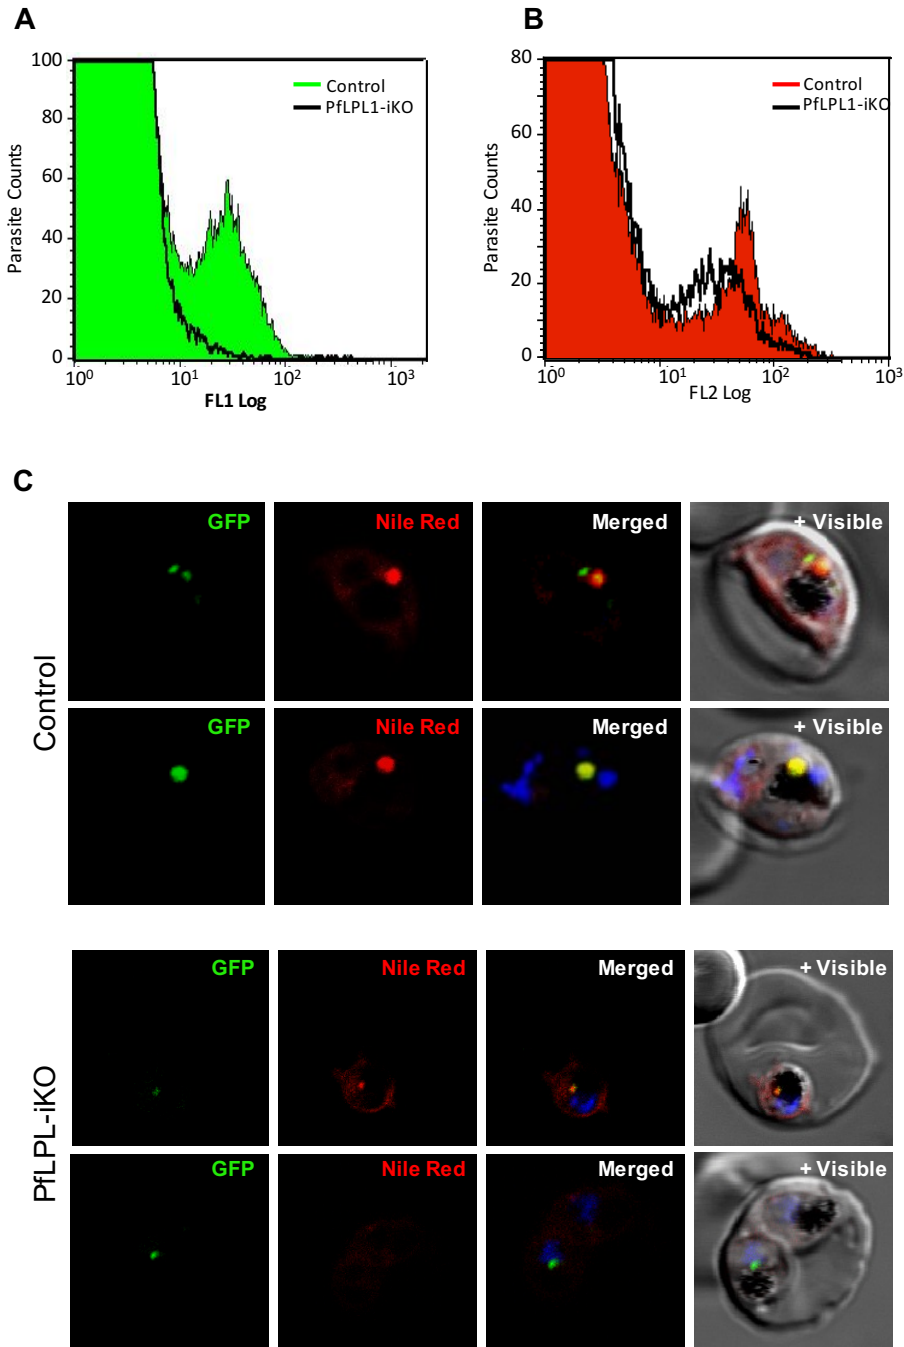 A
100
80
60
40
20
0
Parasite Counts
Control
PfLPL1-iKO
10⁰ 10¹ 10² 10³
FL1 Log
B
80
60
40
20
0
Parasite Counts
Control
PfLPL1-iKO
10⁰ 10¹ 10² 10³
FL2 Log
C
Control
GFP Nile Red Merged + Visible
GFP Nile Red Merged + Visible
PfLPL-iKO
GFP Nile Red Merged + Visible
GFP Nile Red Merged + Visible